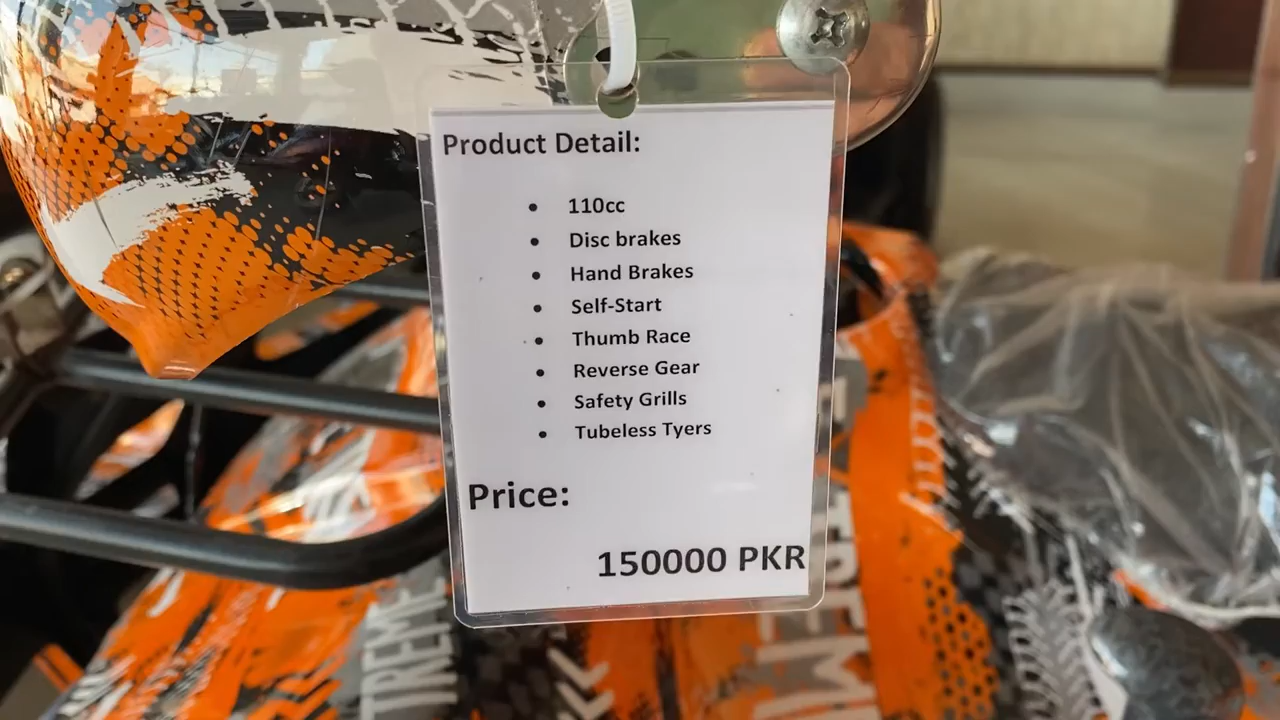 Product Detail:
110cc
Disc brakes
Hand Brakes
Self-Start
Thumb Race
Reverse Gear
Safety Grills
Tubeless Tyers
Price:
150000 PKR